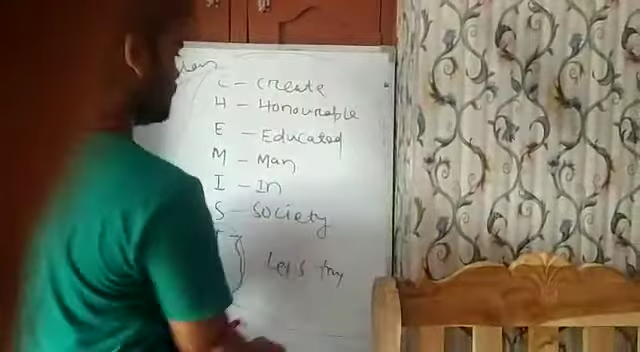 C - Create
H - Honourable
E - Educated
M - Man
I - In
S - Society
T -
Let's try